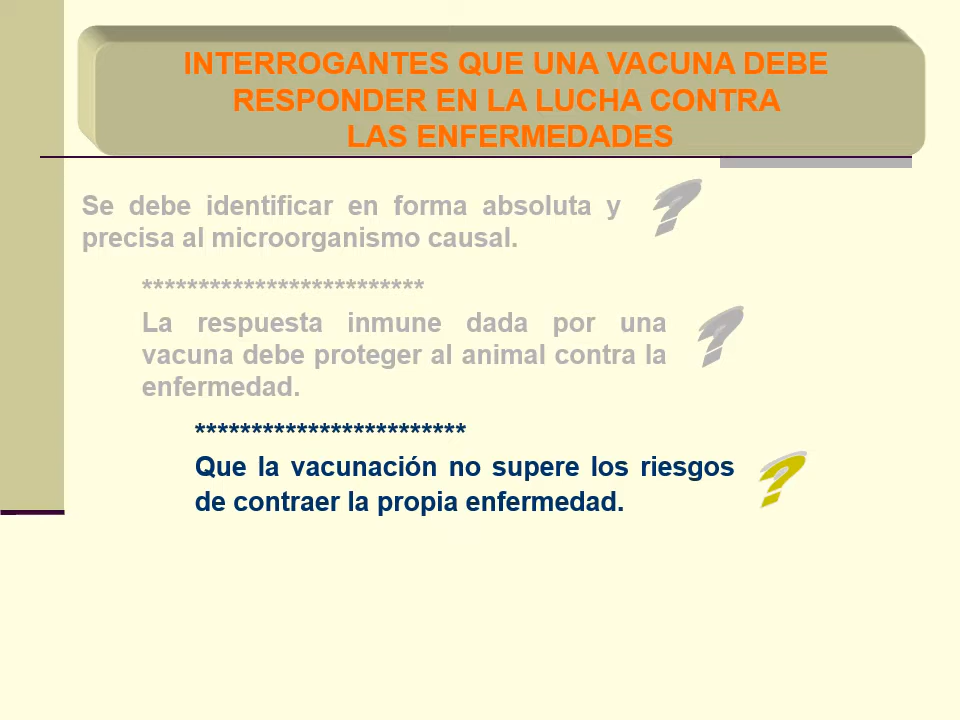 INTERROGANTES QUE UNA VACUNA DEBE
RESPONDER EN LA LUCHA CONTRA
LAS ENFERMEDADES
Se debe identificar en forma absoluta y
precisa al microorganismo causal.
?
*************************
La respuesta inmune dada por una
vacuna debe proteger al animal contra la
enfermedad.
?
************************
Que la vacunación no supere los riesgos
de contraer la propia enfermedad.
?